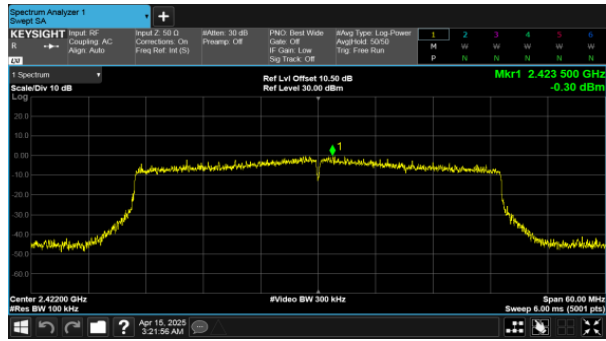 Spectrum Analyzer 1
Swept SA
KEYSIGHT Input: RF Input Z: 50 Ω #Atten: 30 dB PNO: Best Wide #Avg Type: Log-Power 1 2 3 4 5 6
R Coupling: AC Corrections: On Preamp: Off Gate: Off Avg|Hold: 50/50 M W W W W W
Align: Auto Freq Ref: Int (S) IF Gain: Low Trig: Free Run
Sig Track: Off P N N N N N
1 Spectrum Ref Lvl Offset 10.50 dB Mkr1 2.423 500 GHz
Scale/Div 10 dB Ref Level 30.00 dBm -0.30 dBm
Log
20.0
10.0
1
0.00
-10.0
-20.0
-30.0
-40.0
-50.0
-60.0
Center 2.42200 GHz #Video BW 300 kHz Span 60.00 MHz
#Res BW 100 kHz Sweep 6.00 ms (5001 pts)
? Apr 15, 2025
3:21:56 AM